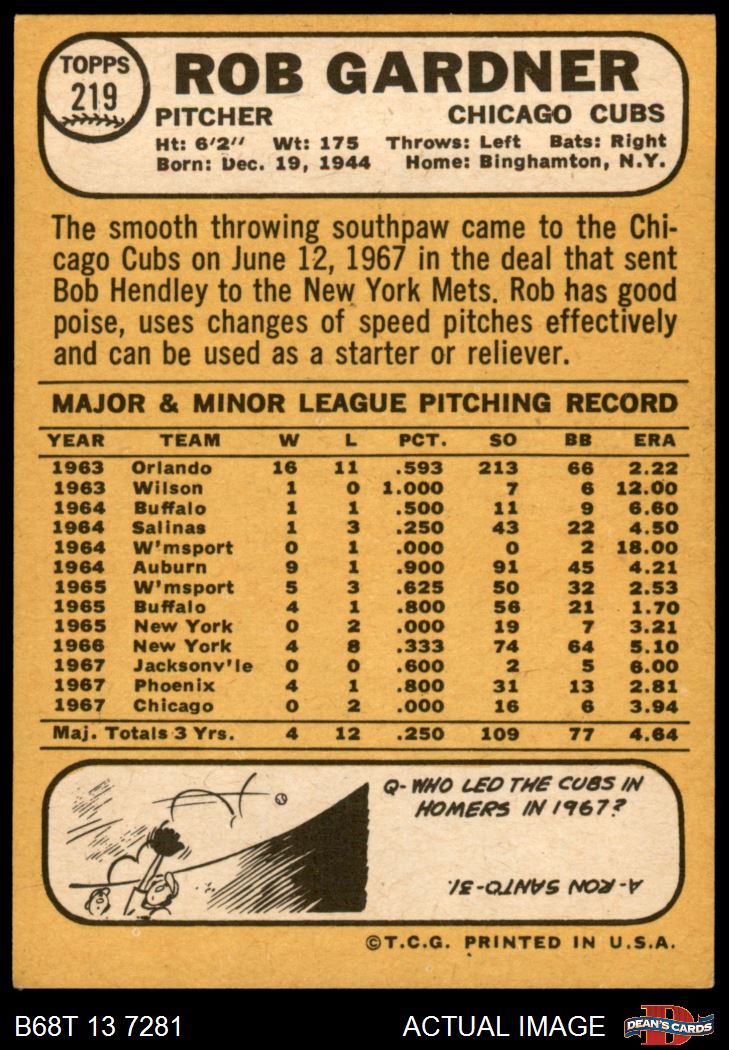 TOPPS
219
ROB GARDNER
PITCHER CHICAGO CUBS
Ht: 6'2" Wt: 175 Throws: Left Bats: Right
Born: Dec. 19, 1944 Home: Binghamton, N.Y.
The smooth throwing southpaw came to the Chi-
cago Cubs on June 12, 1967 in the deal that sent
Bob Hendley to the New York Mets. Rob has good
poise, uses changes of speed pitches effectively
and can be used as a starter or reliever.
MAJOR & MINOR LEAGUE PITCHING RECORD
YEAR TEAM W L PCT. SO BB ERA
1963 Orlando 16 11 .593 213 66 2.22
1963 Wilson 1 0 1.000 7 6 12.00
1964 Buffalo 1 1 .500 11 9 6.60
1964 Salinas 1 3 .250 43 22 4.50
1964 W'msport 0 1 .000 0 2 18.00
1964 Auburn 9 1 .900 91 45 4.21
1965 W'msport 5 3 .625 50 32 2.53
1965 Buffalo 4 1 .800 56 21 1.70
1965 New York 0 2 .000 19 7 3.21
1966 New York 4 8 .333 74 64 5.10
1967 Jacksonv'le 0 0 .600 2 5 6.00
1967 Phoenix 4 1 .800 31 13 2.81
1967 Chicago 0 2 .000 16 6 3.94
Maj. Totals 3 Yrs. 4 12 .250 109 77 4.64
Q-WHO LED THE CUBS IN
HOMERS IN 1967?
A-RON SANTO-31.
©T.C.G. PRINTED IN U.S.A.
B68T 13 7281 ACTUAL IMAGE
DEAN'S CARDS